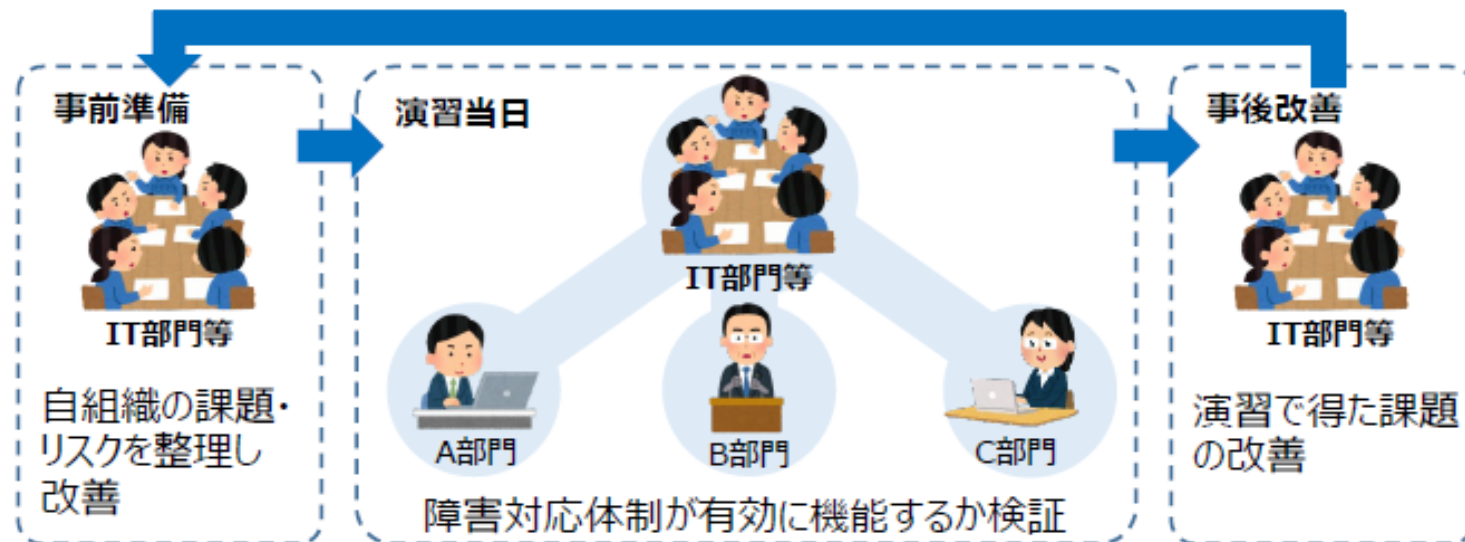 事前準備
IT部門等
自組織の課題・
リスクを整理し
改善
演習当日
IT部門等
A部門
B部門
C部門
障害対応体制が有効に機能するか検証
事後改善
IT部門等
演習で得た課題
の改善